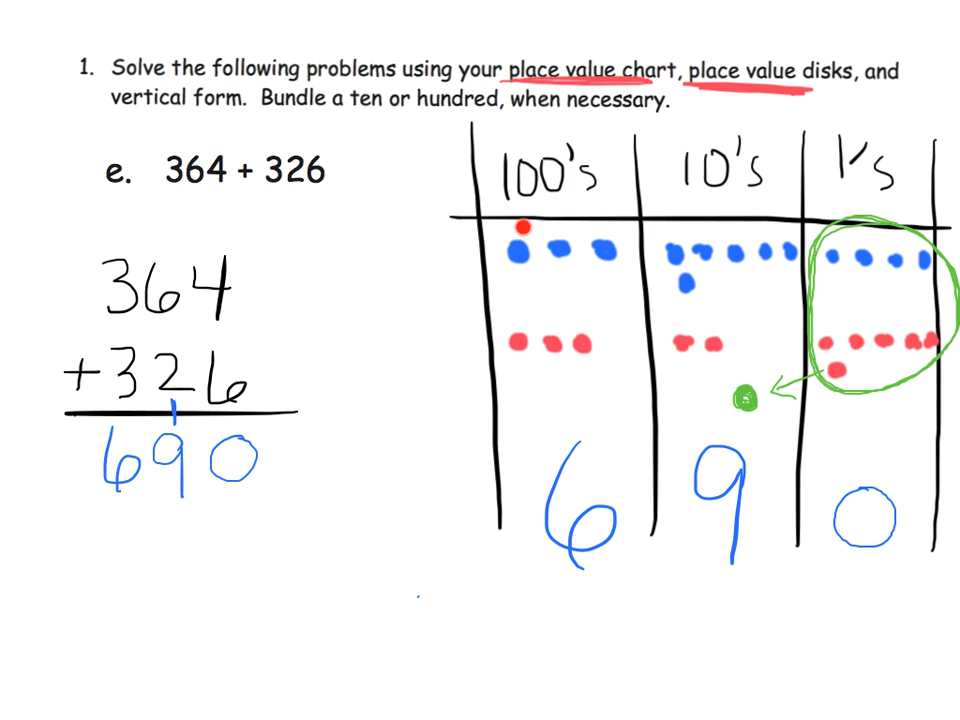 1. Solve the following problems using your place value chart, place value disks, and
vertical form. Bundle a ten or hundred, when necessary.
e. 364 + 326
100's 10's 1's
364
+326
1
690
6 9 0